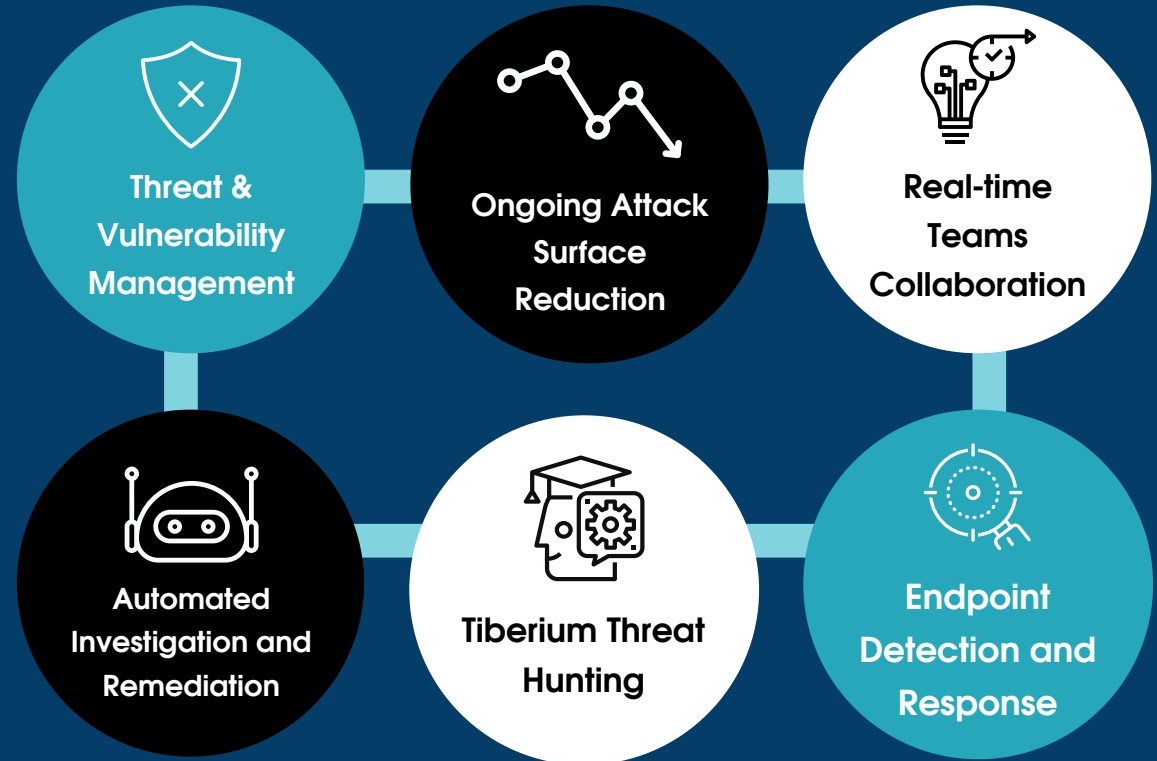 Threat &
Vulnerability
Management
Ongoing Attack
Surface
Reduction
Real-time
Teams
Collaboration
Automated
Investigation and
Remediation
Tiberium Threat
Hunting
Endpoint
Detection and
Response